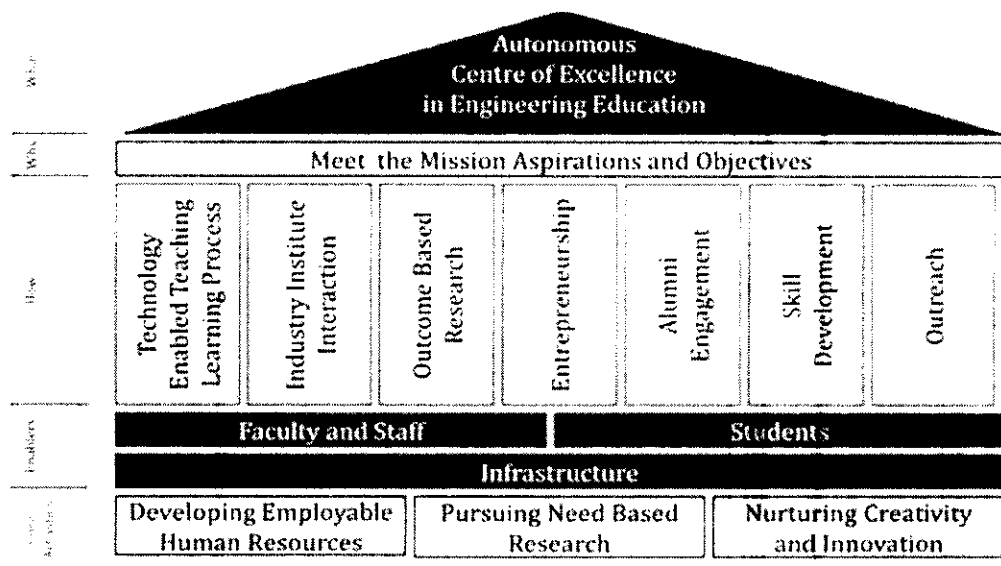 Autonomous
Centre of Excellence
in Engineering Education
Why
Meet the Mission Aspirations and Objectives
How
Technology
Enabled Teaching
Learning Process
Industry Institute
Interaction
Outcome Based
Research
Entrepreneurship
Alumni
Engagement
Skill
Development
Outreach
Enablers
Faculty and Staff
Students
Infrastructure
Developing Employable
Human Resources
Pursuing Need Based
Research
Nurturing Creativity
and Innovation